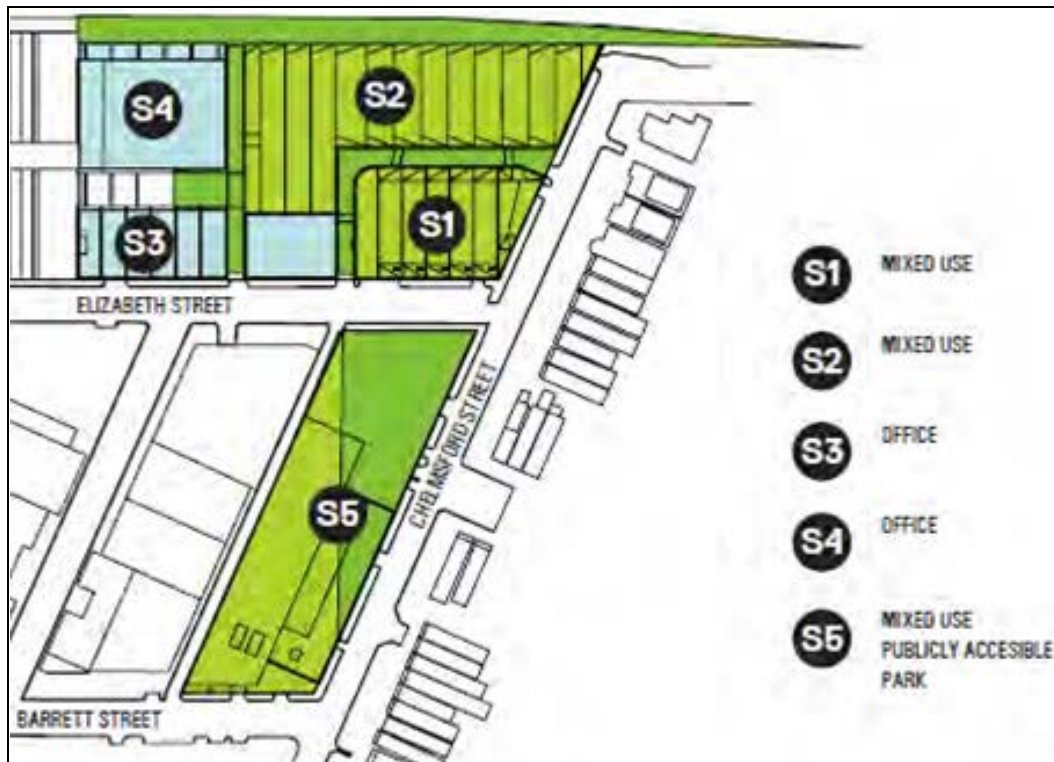 S4
S2
S3
S1
ELIZABETH STREET
CHELMSFORD STREET
S5
BARRETT STREET
S1 MIXED USE
S2 MIXED USE
S3 OFFICE
S4 OFFICE
S5 MIXED USE
PUBLICLY ACCESIBLE
PARK